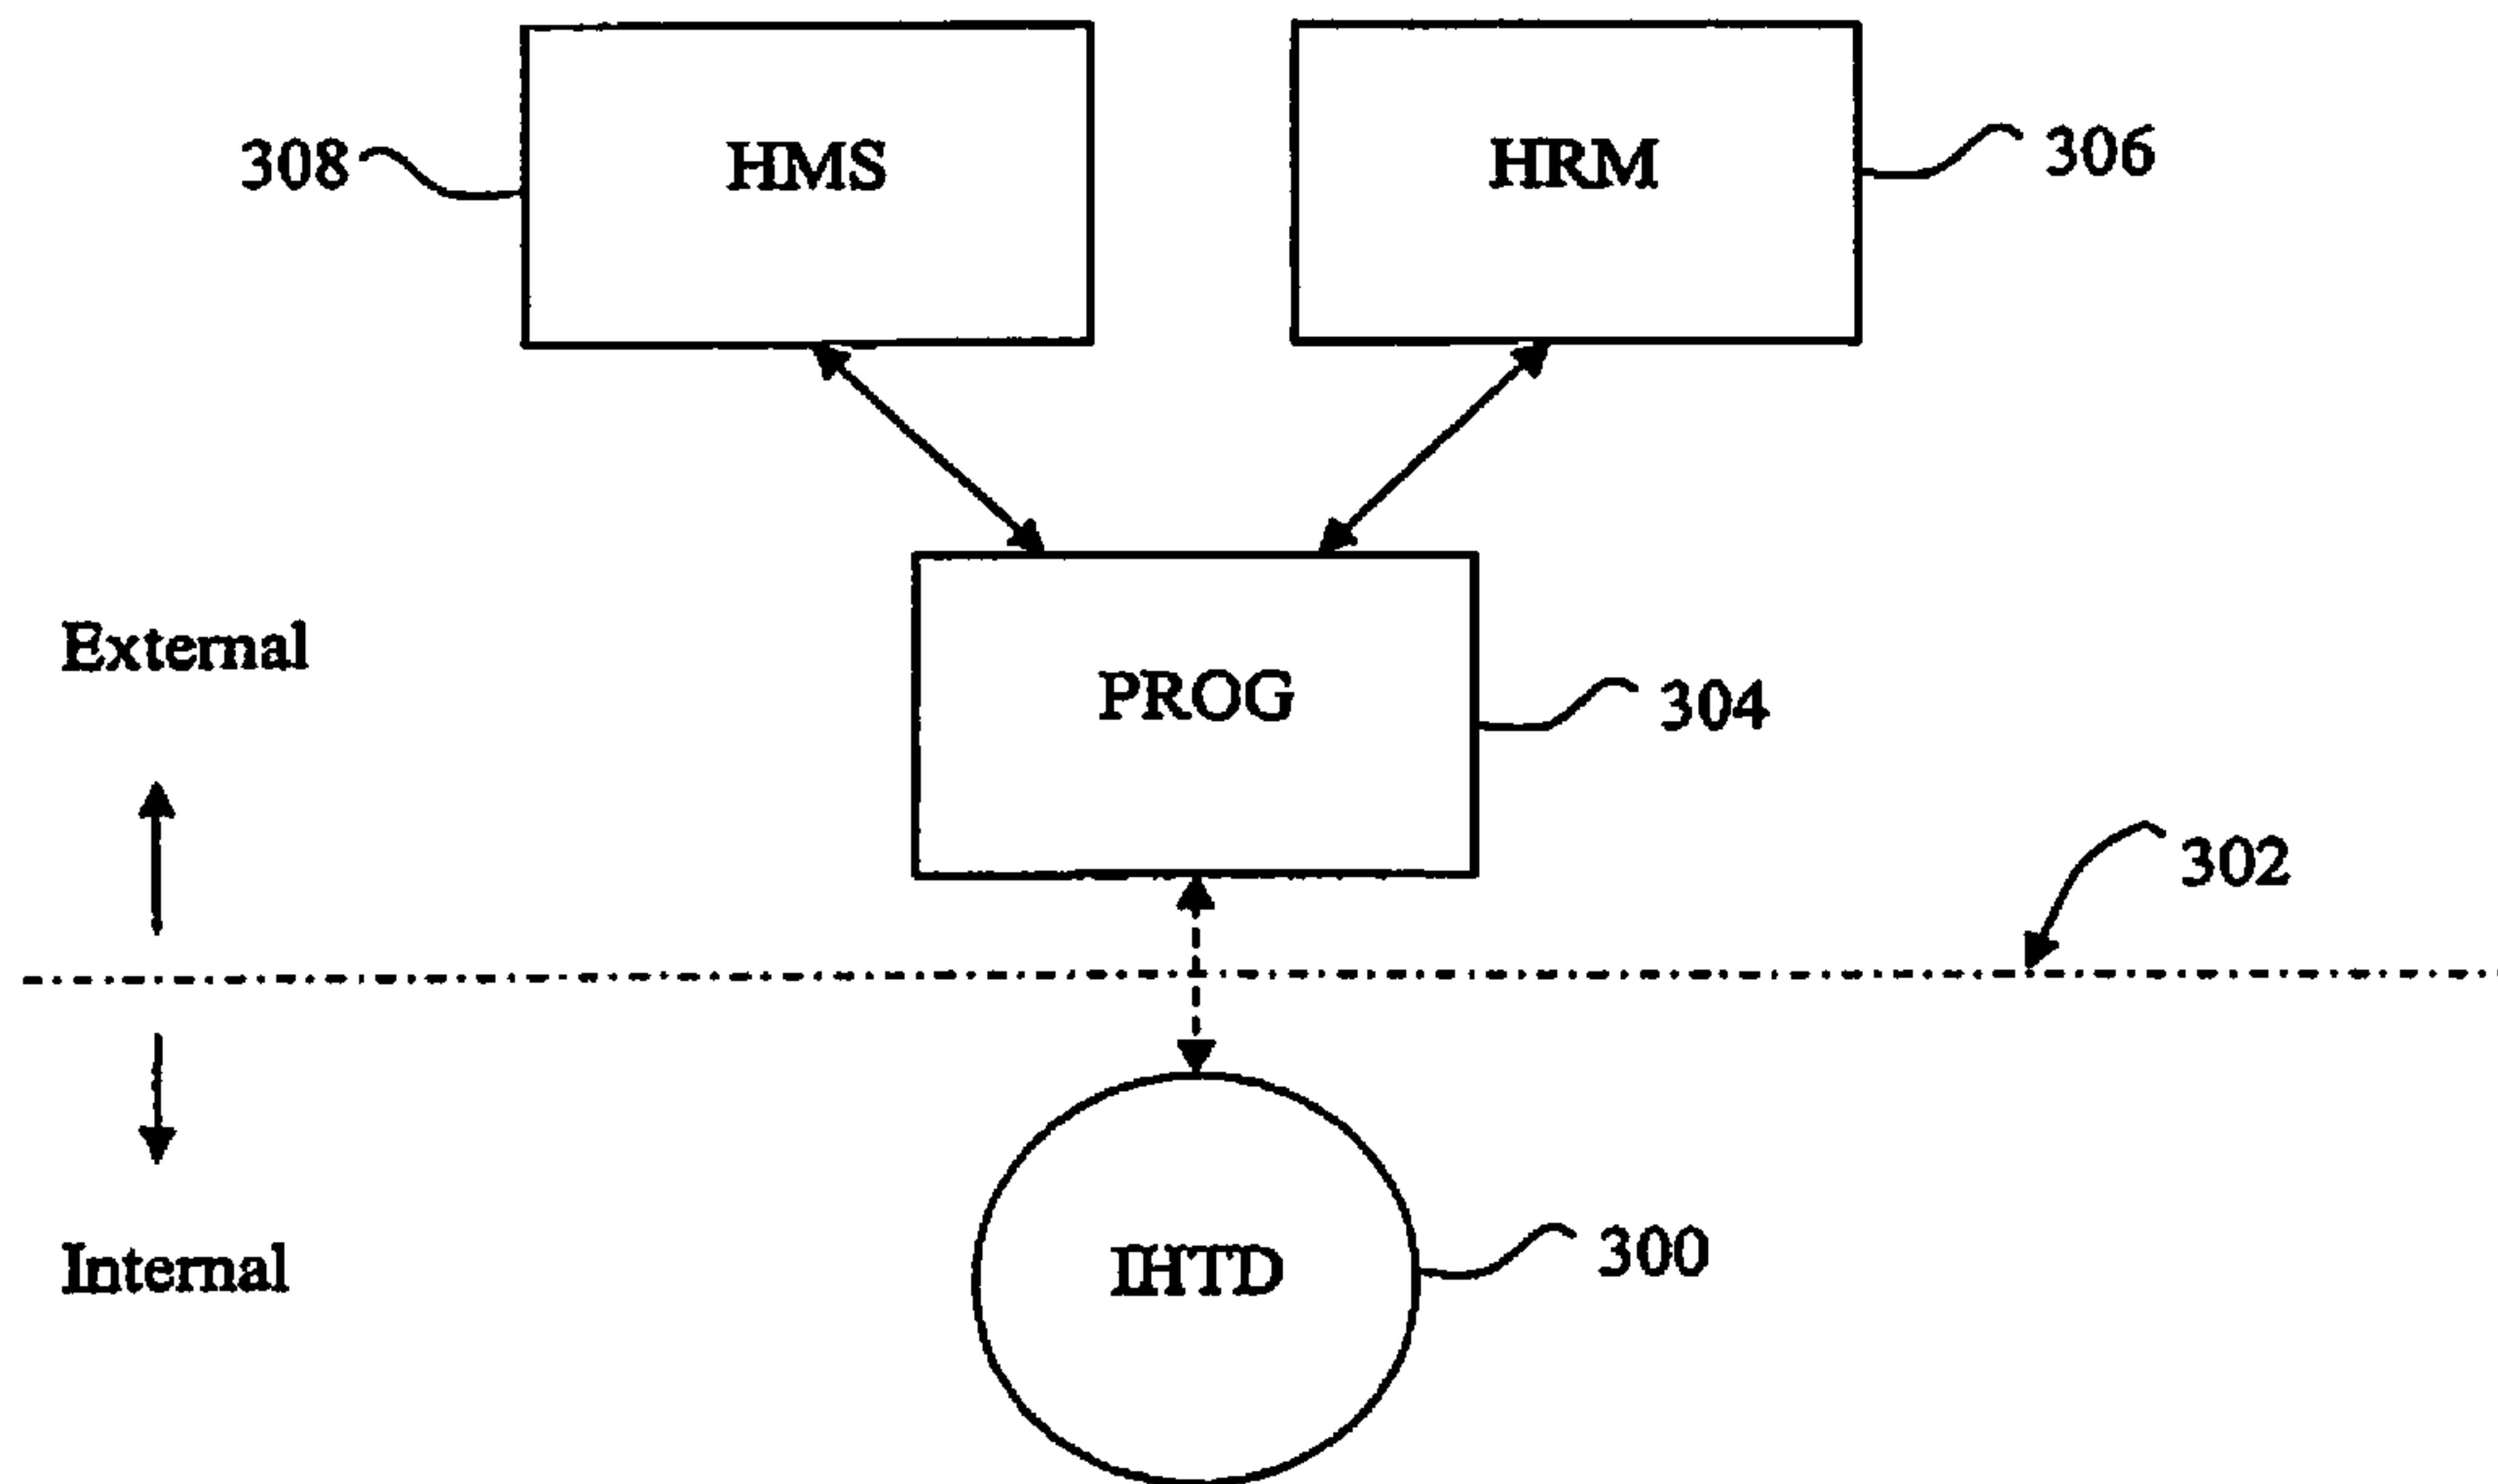 308 HMS HRM 306
External
PROG 304
302
Internal
IHTD 300